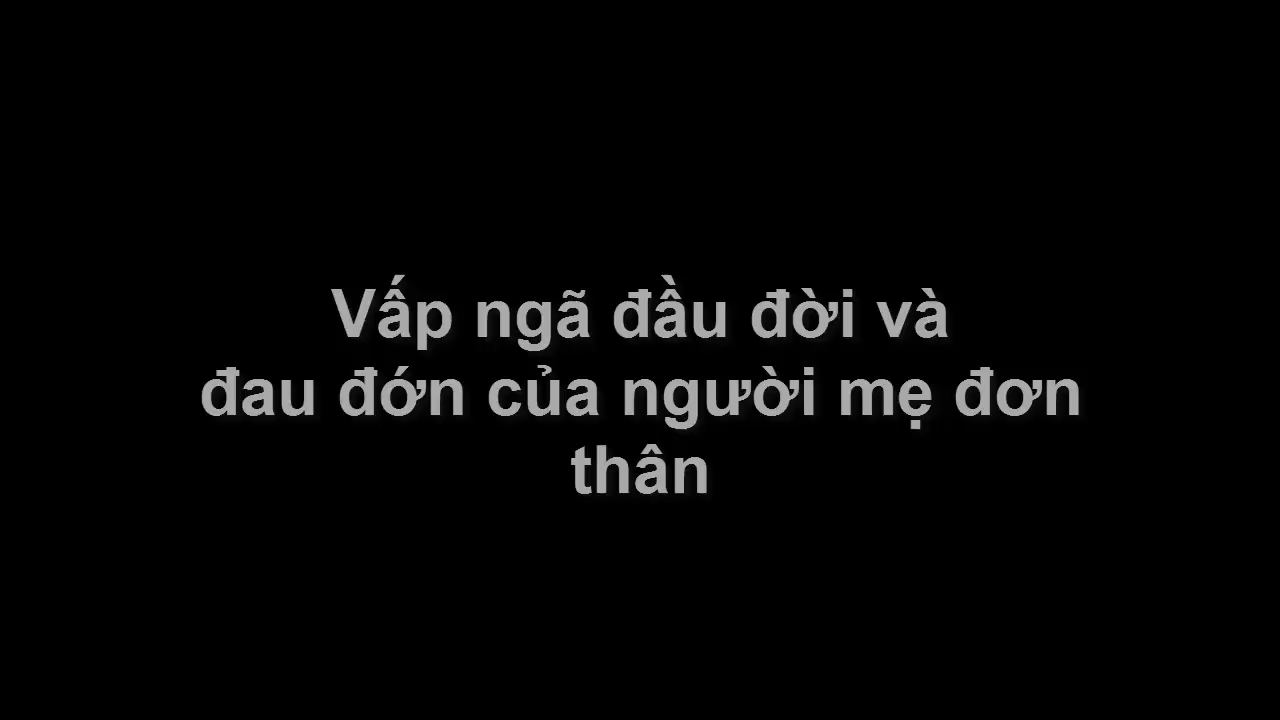 Vấp ngã đầu đời và
đau đớn của người mẹ đơn
thân